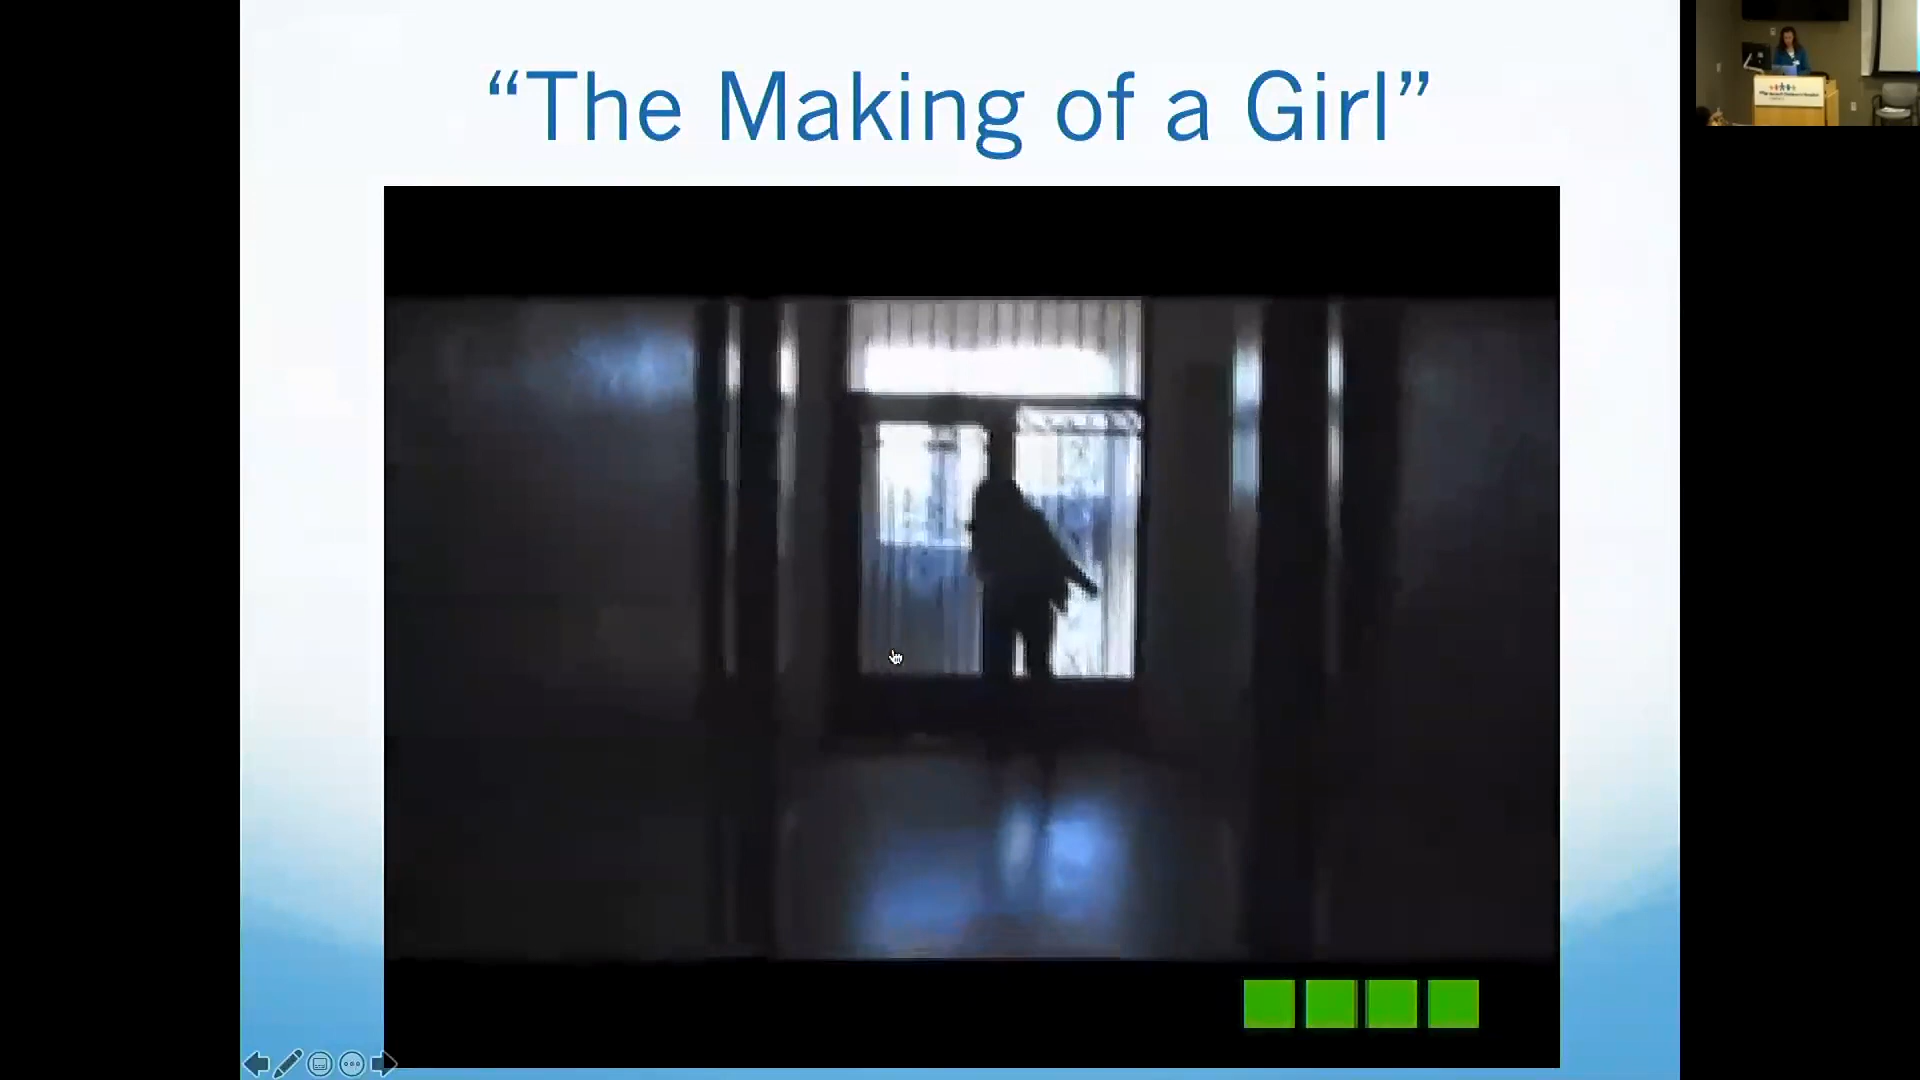 “The Making of a Girl”